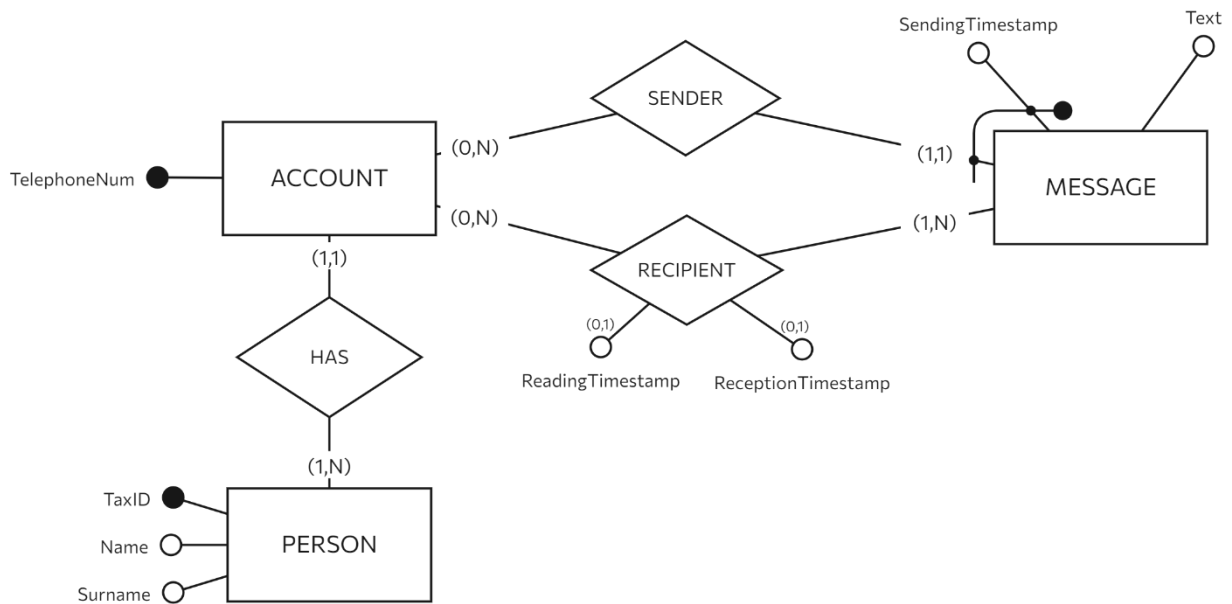 Text
SendingTimestamp
SENDER
(0,N)
(1,1)
TelephoneNum
ACCOUNT
MESSAGE
(0,N)
(1,N)
(1,1)
RECIPIENT
(0,1)
(0,1)
HAS
ReadingTimestamp
ReceptionTimestamp
(1,N)
TaxID
Name
PERSON
Surname